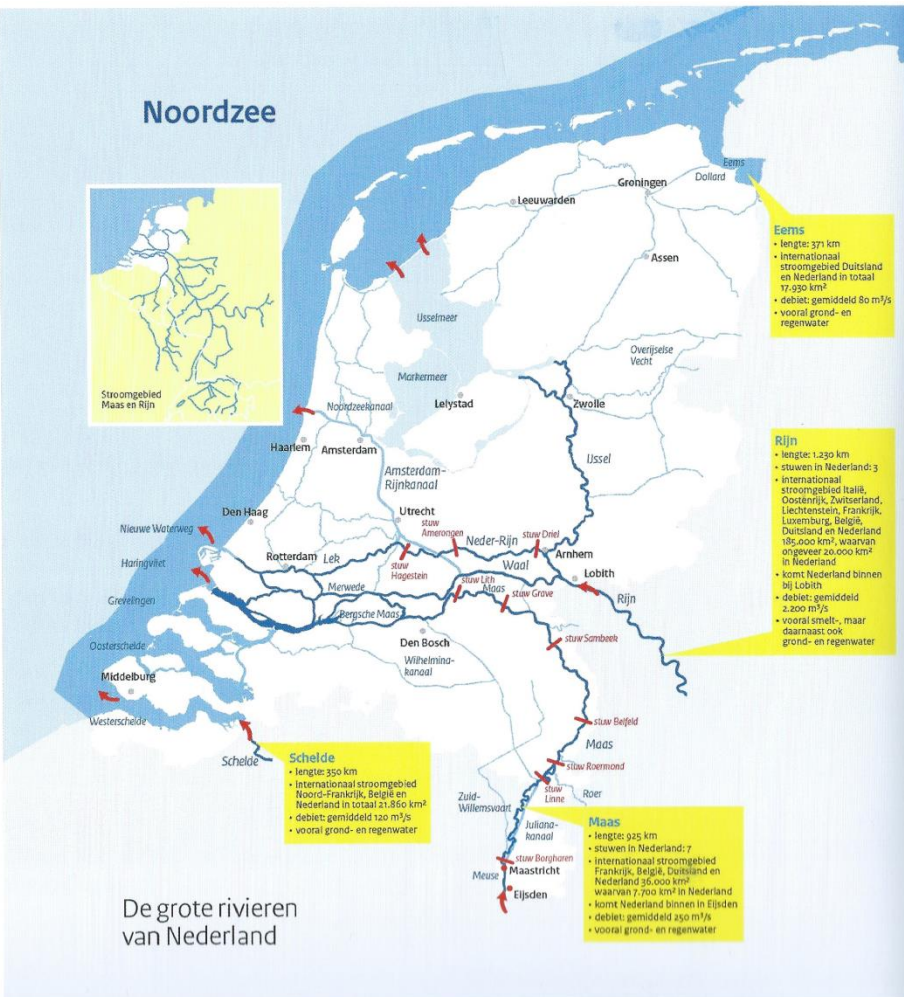 Noordzee
Eems
Dollard
Groningen
Leeuwarden
Assen
Eems
• lengte: 371 km
• internationaal
stroomgebied Duitsland
en Nederland in totaal
17.930 km²
• debiet: gemiddeld 80 m³/s
• vooral grond- en
regenwater
Stroomgebied
Maas en Rijn
IJsselmeer
Markermeer
Overijselse
Vecht
Lelystad
Zwolle
Noordzeekanaal
Haarlem
Amsterdam
IJssel
Amsterdam-
Rijnkanaal
Rijn
• lengte: 1.230 km
• stuwen in Nederland: 3
• internationaal
stroomgebied Italië,
Oostenrijk, Zwitserland,
Liechtenstein, Frankrijk,
Luxemburg, België,
Duitsland en Nederland
185.000 km², waarvan
ongeveer 20.000 km²
in Nederland
• komt Nederland binnen
bij Lobith
• debiet: gemiddeld
2.200 m³/s
• vooral smelt-, maar
daarnaast ook
grond- en regenwater
Den Haag
Utrecht
Nieuwe Waterweg
stuw
Amerongen
Neder-Rijn
stuw Driel
Arnhem
Rotterdam
Lek
stuw
Hagestein
Waal
Lobith
Haringvliet
Merwede
stuw Lith
Maas
stuw Grave
Rijn
Grevelingen
Bergsche Maas
Oosterschelde
Den Bosch
stuw Sambeek
Wilhelmina-
kanaal
Middelburg
Westerschelde
stuw Belfeld
Maas
Schelde
stuw Roermond
Schelde
• lengte: 350 km
• internationaal stroomgebied
Noord-Frankrijk, België en
Nederland in totaal 21.860 km²
• debiet: gemiddeld 120 m³/s
• vooral grond- en regenwater
Zuid-
Willemsvaart
stuw
Linne
Roer
Juliana-
kanaal
stuw Borgharen
Meuse
Maastricht
Eijsden
Maas
• lengte: 925 km
• stuwen in Nederland: 7
• internationaal stroomgebied
Frankrijk, België, Duitsland en
Nederland 36.000 km²
waarvan 7.700 km² in Nederland
• komt Nederland binnen in Eijsden
• debiet: gemiddeld 250 m³/s
• vooral grond- en regenwater
De grote rivieren
van Nederland